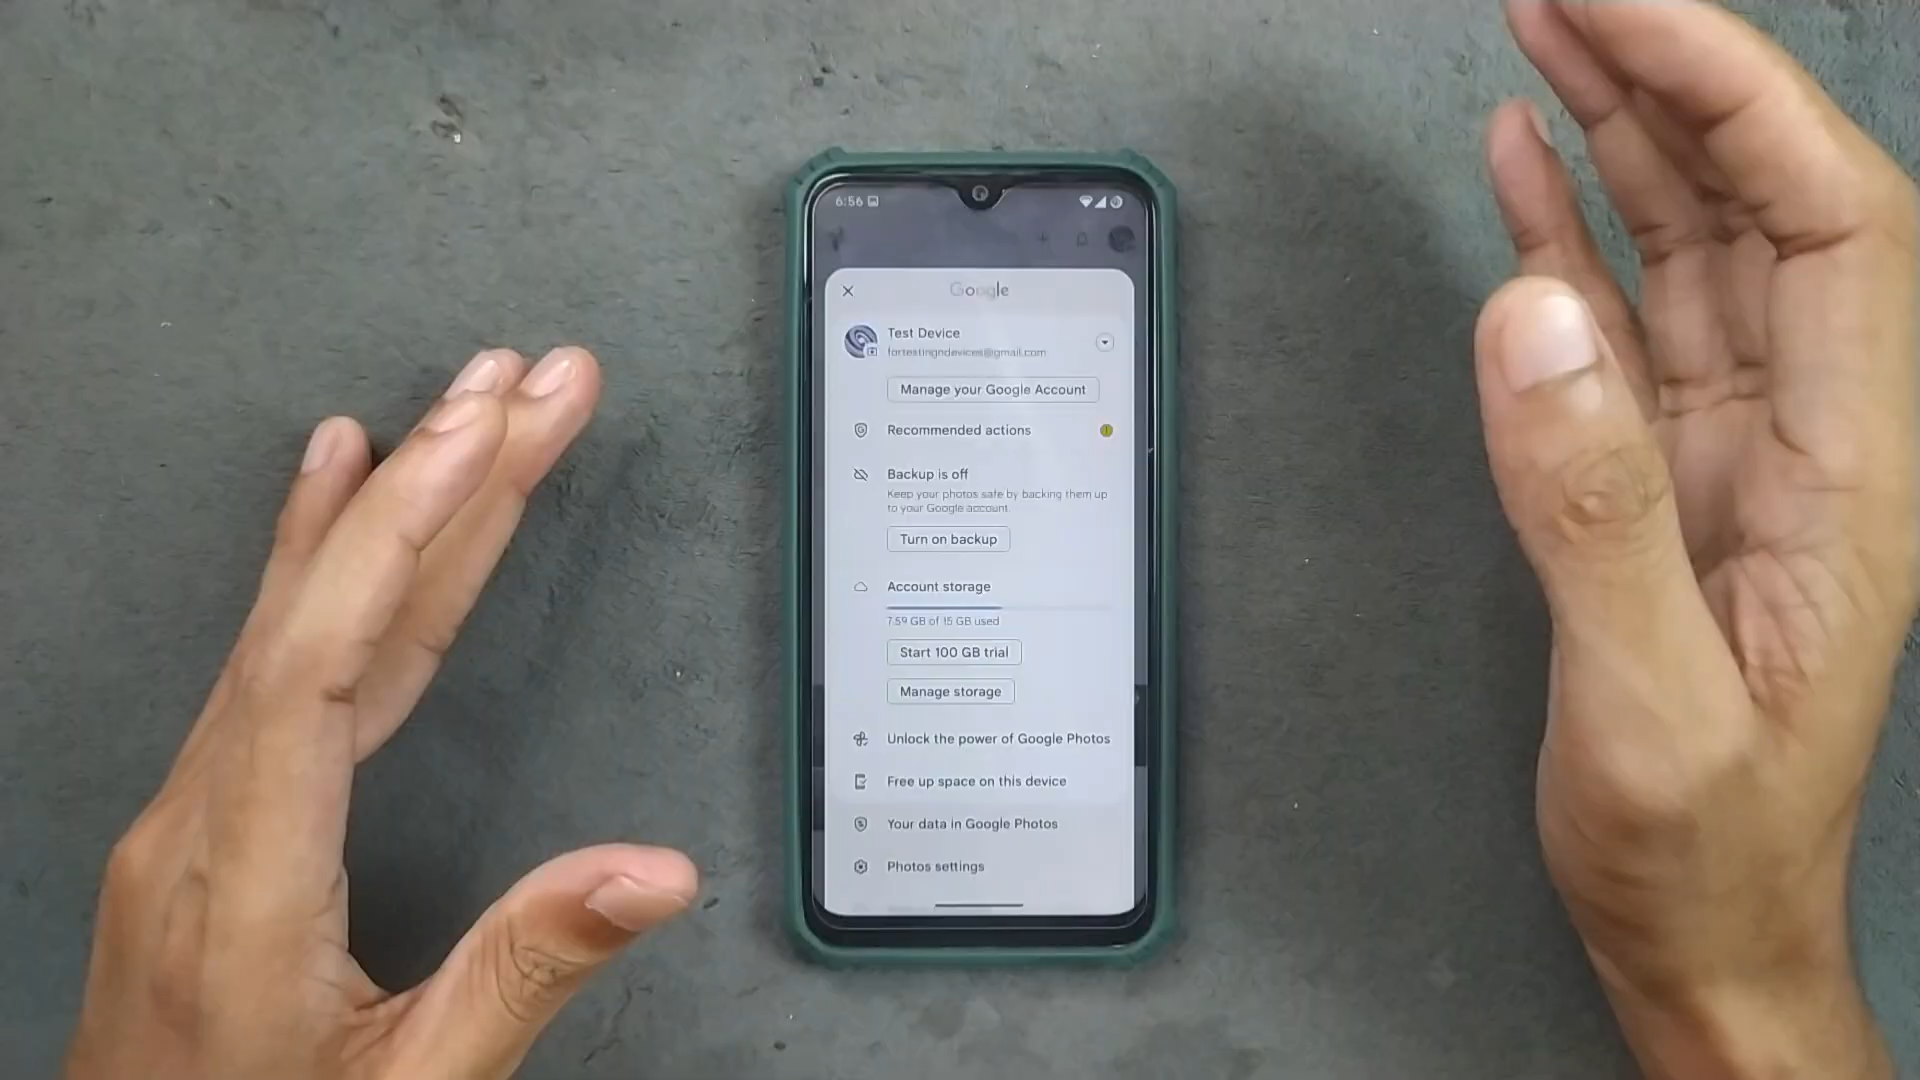 6:56
Google
Test Device
fortestingndevices@gmail.com
Manage your Google Account
Recommended actions
Backup is off
Keep your photos safe by backing them up
to your Google account.
Turn on backup
Account storage
7.59 GB of 15 GB used
Start 100 GB trial
Manage storage
Unlock the power of Google Photos
Free up space on this device
Your data in Google Photos
Photos settings